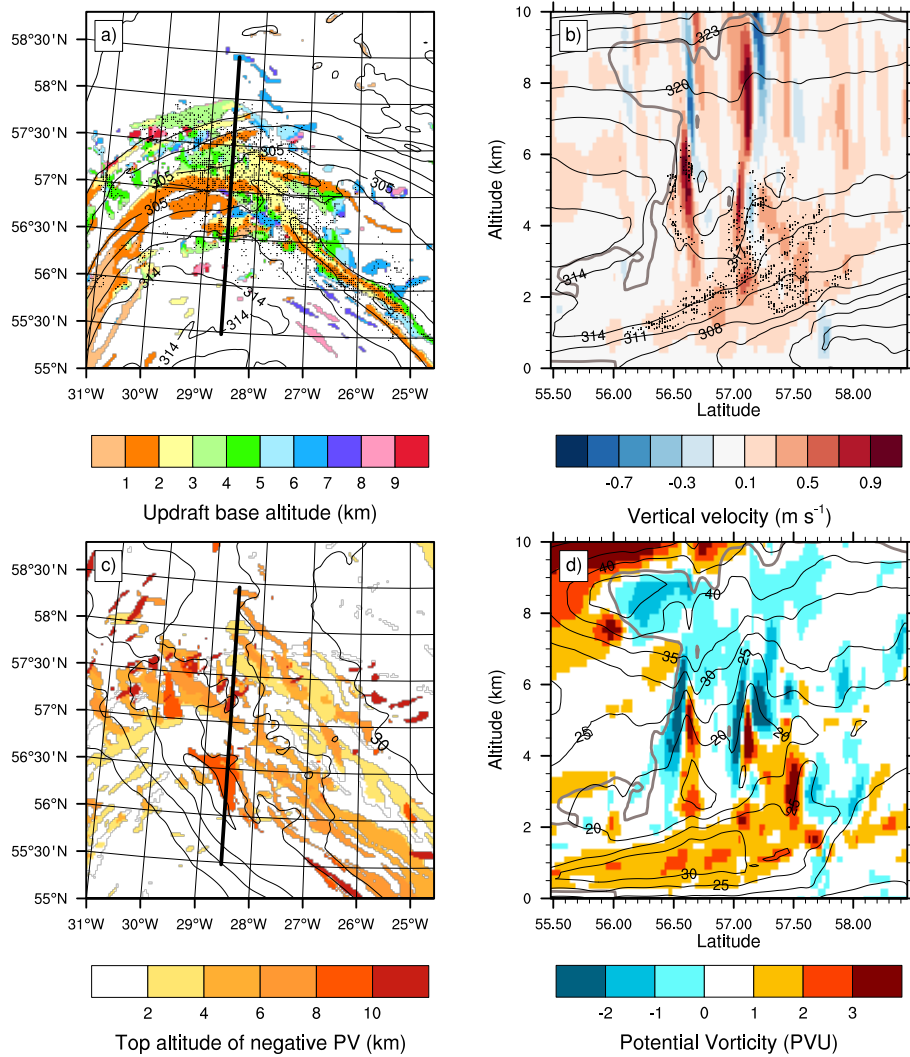 a)
58°30'N
58°N
57°30'N
57°N
56°30'N
56°N
55°30'N
55°N
31°W 30°W 29°W 28°W 27°W 26°W 25°W
305
305
305
305
314
314
314
314
1 2 3 4 5 6 7 8 9
Updraft base altitude (km)
b)
Altitude (km)
10
8
6
4
2
0
323
320
314
314
311
308
55.50 56.00 56.50 57.00 57.50 58.00
Latitude
-0.7 -0.3 0.1 0.5 0.9
Vertical velocity (m s⁻¹)
c)
58°30'N
58°N
57°30'N
57°N
56°30'N
56°N
55°30'N
55°N
31°W 30°W 29°W 28°W 27°W 26°W 25°W
30
2 4 6 8 10
Top altitude of negative PV (km)
d)
Altitude (km)
10
8
6
4
2
0
40
40
35
30
25
25
20
20
20
30
25
55.50 56.00 56.50 57.00 57.50 58.00
Latitude
-2 -1 0 1 2 3
Potential Vorticity (PVU)